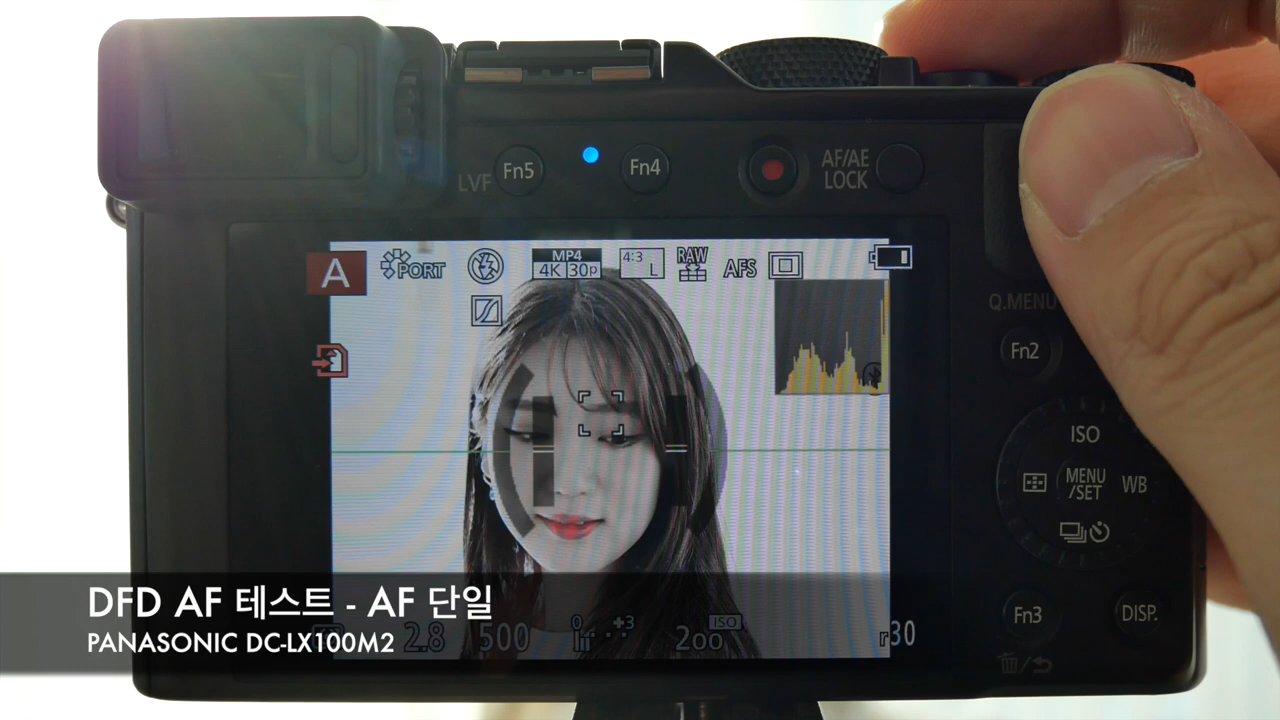 LVF
Fn5
Fn4
AF/AE
LOCK
A
PORT
MP4
4K 30p
4:3
L
RAW
AFS
Q.MENU
Fn2
ISO
MENU
/SET
WB
Fn3
DISP.
2.8
500
0
+3
200
ISO
r30
DFD AF 테스트 - AF 단일
PANASONIC DC-LX100M2